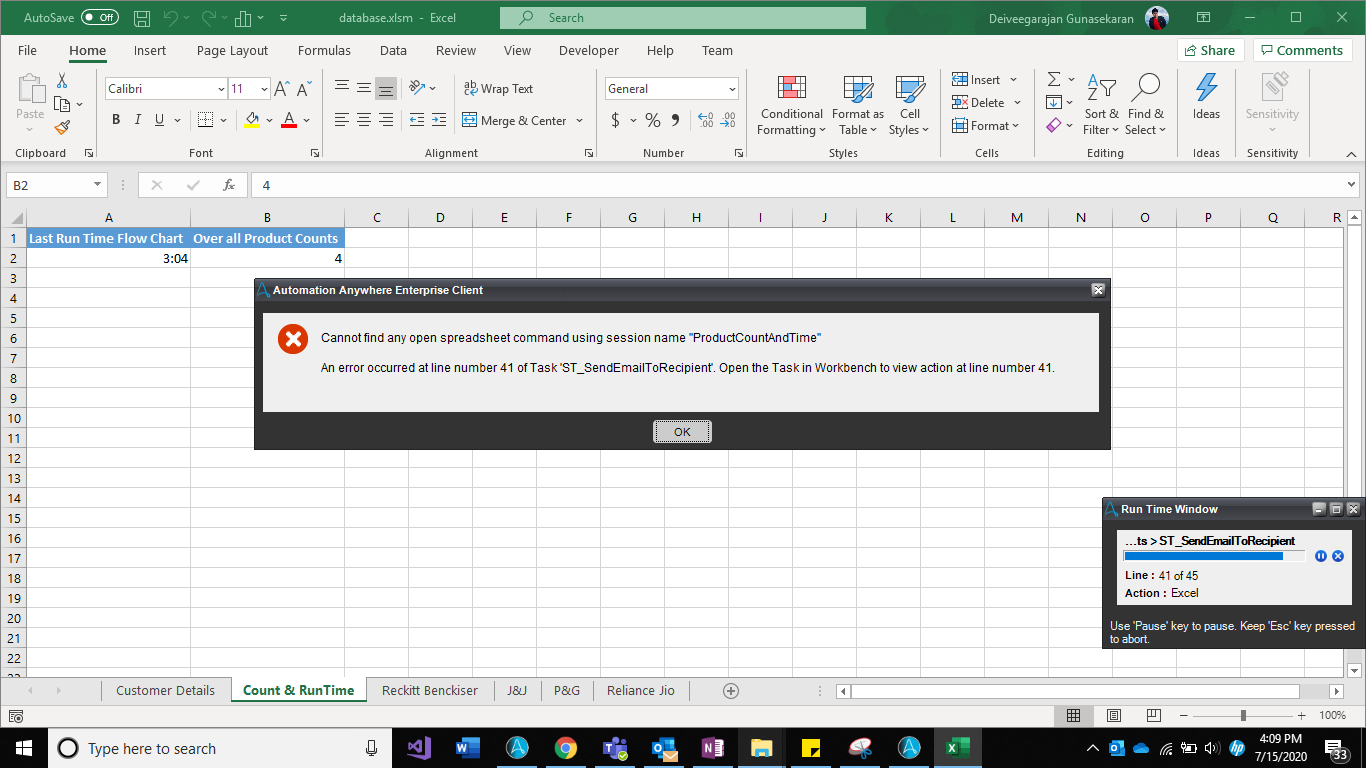 AutoSave Off database.xlsm - Excel Search Deiveegarajan Gunasekaran
File Home Insert Page Layout Formulas Data Review View Developer Help Team Share Comments
Paste
Calibri 11
B I U A
Wrap Text
Merge & Center
General
$ % 9
Conditional Formatting
Format as Table
Cell Styles
Insert
Delete
Format
Sort & Filter
Find & Select
Ideas
Sensitivity
Clipboard Font Alignment Number Styles Cells Editing Ideas Sensitivity
B2 fx 4
A B C D E F G H I J K L M N O P Q R
1 Last Run Time Flow Chart Over all Product Counts
2 3:04 4
3
4
5
6
7
8
9
10
11
12
13
14
15
16
17
18
19
20
21
22
Automation Anywhere Enterprise Client
Cannot find any open spreadsheet command using session name "ProductCountAndTime"
An error occurred at line number 41 of Task 'ST_SendEmailToRecipient'. Open the Task in Workbench to view action at line number 41.
OK
Run Time Window
...ts > ST_SendEmailToRecipient
Line : 41 of 45
Action : Excel
Use 'Pause' key to pause. Keep 'Esc' key pressed
to abort.
Customer Details Count & RunTime Reckitt Benckiser J&J P&G Reliance Jio
100%
Type here to search
4:09 PM
7/15/2020
33